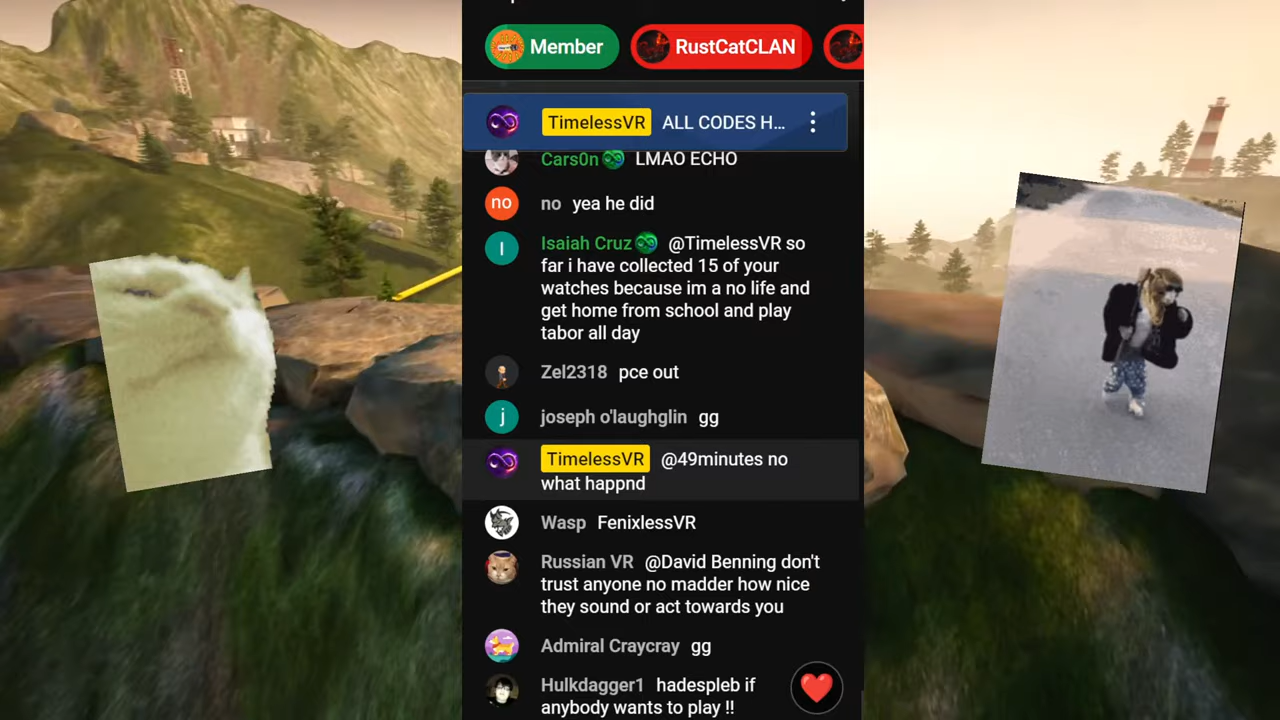 Member RustCatCLAN
TimelessVR ALL CODES H...
Cars0n LMAO ECHO
no no yea he did
I Isaiah Cruz @TimelessVR so
far i have collected 15 of your
watches because im a no life and
get home from school and play
tabor all day
Zel2318 pce out
j joseph o'laughglin gg
TimelessVR @49minutes no
what happnd
Wasp FenixlessVR
Russian VR @David Benning don't
trust anyone no madder how nice
they sound or act towards you
Admiral Craycray gg
Hulkdagger1 hadespleb if
anybody wants to play !!